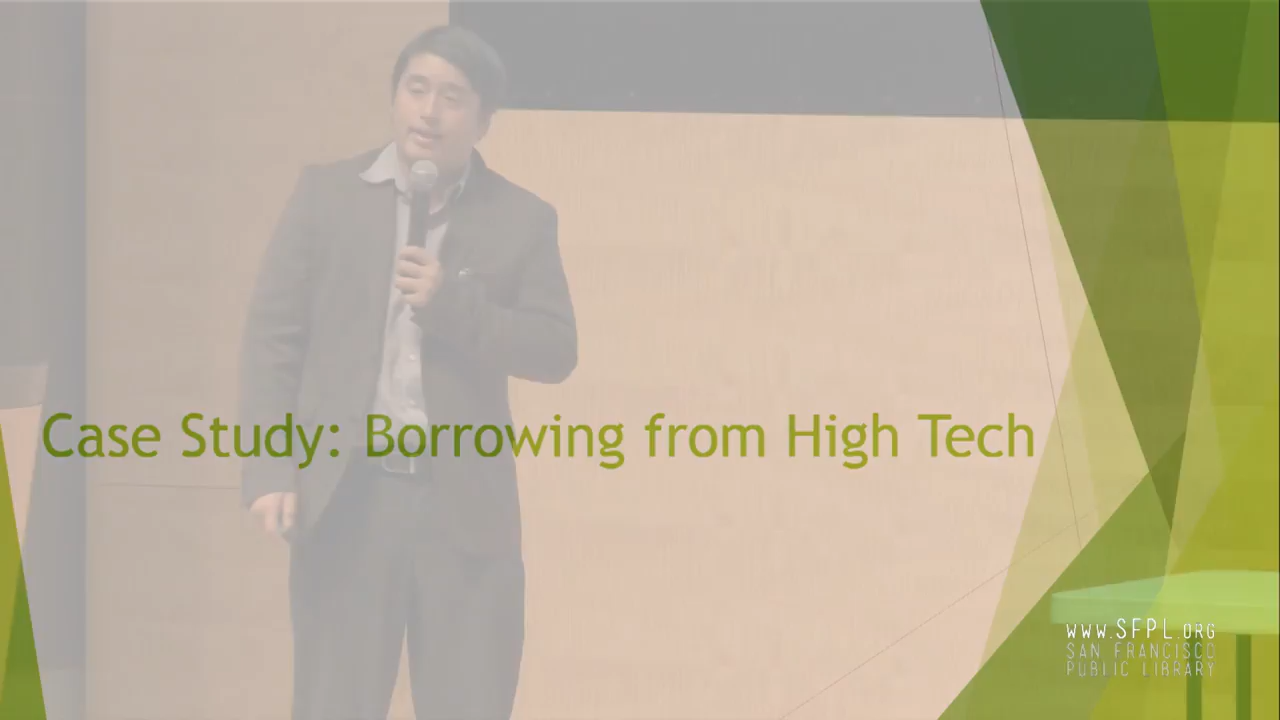 Case Study: Borrowing from High Tech
WWW.SFPL.ORG
SAN FRANCISCO
PUBLIC LIBRARY